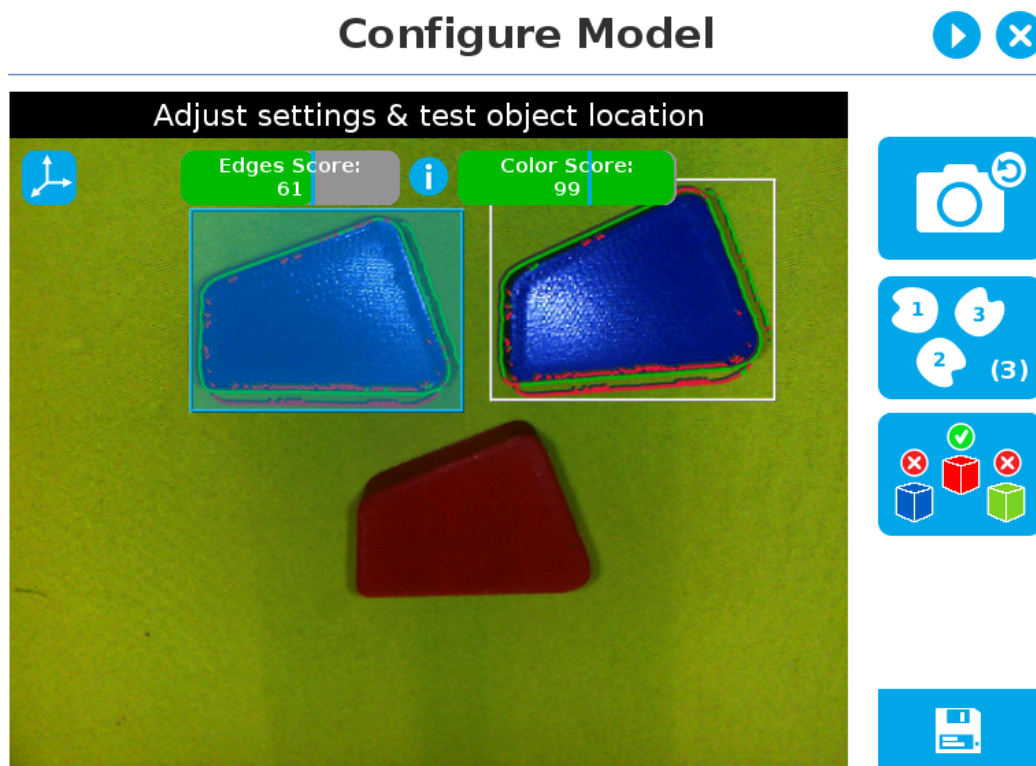 Configure Model
Adjust settings & test object location
Edges Score:
61
i
Color Score:
99
1
3
2
(3)